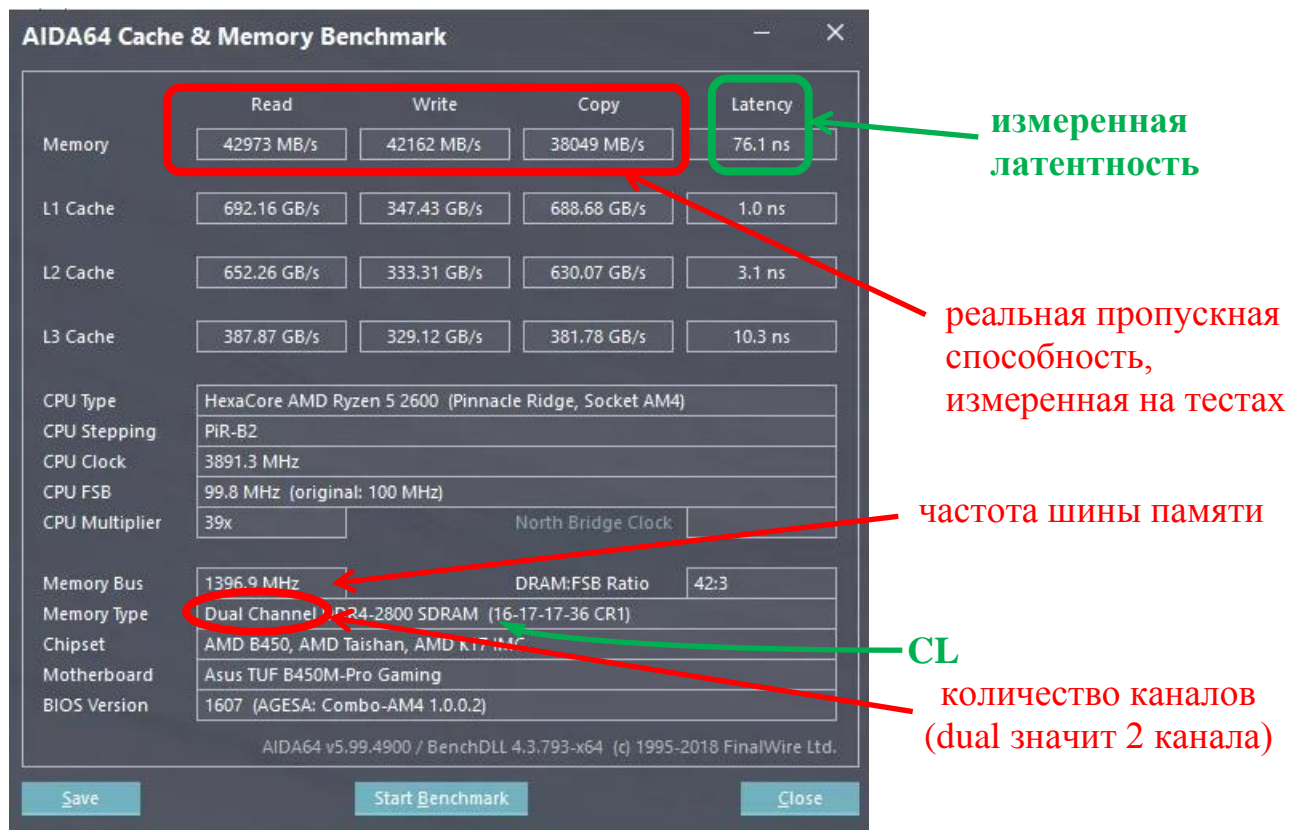 AIDA64 Cache & Memory Benchmark
Read Write Copy Latency
Memory 42973 MB/s 42162 MB/s 38049 MB/s 76.1 ns
измеренная
латентность
L1 Cache 692.16 GB/s 347.43 GB/s 688.68 GB/s 1.0 ns
L2 Cache 652.26 GB/s 333.31 GB/s 630.07 GB/s 3.1 ns
L3 Cache 387.87 GB/s 329.12 GB/s 381.78 GB/s 10.3 ns
реальная пропускная
способность,
измеренная на тестах
CPU Type HexaCore AMD Ryzen 5 2600 (Pinnacle Ridge, Socket AM4)
CPU Stepping PiR-B2
CPU Clock 3891.3 MHz
CPU FSB 99.8 MHz (original: 100 MHz)
CPU Multiplier 39x North Bridge Clock
частота шины памяти
Memory Bus 1396.9 MHz DRAM:FSB Ratio 42:3
Memory Type Dual Channel DDR4-2800 SDRAM (16-17-17-36 CR1)
Chipset AMD B450, AMD Taishan, AMD K17 IMC
CL
Motherboard Asus TUF B450M-Pro Gaming
BIOS Version 1607 (AGESA: Combo-AM4 1.0.0.2)
количество каналов
(dual значит 2 канала)
AIDA64 v5.99.4900 / BenchDLL 4.3.793-x64 (c) 1995-2018 FinalWire Ltd.
Save Start Benchmark Close